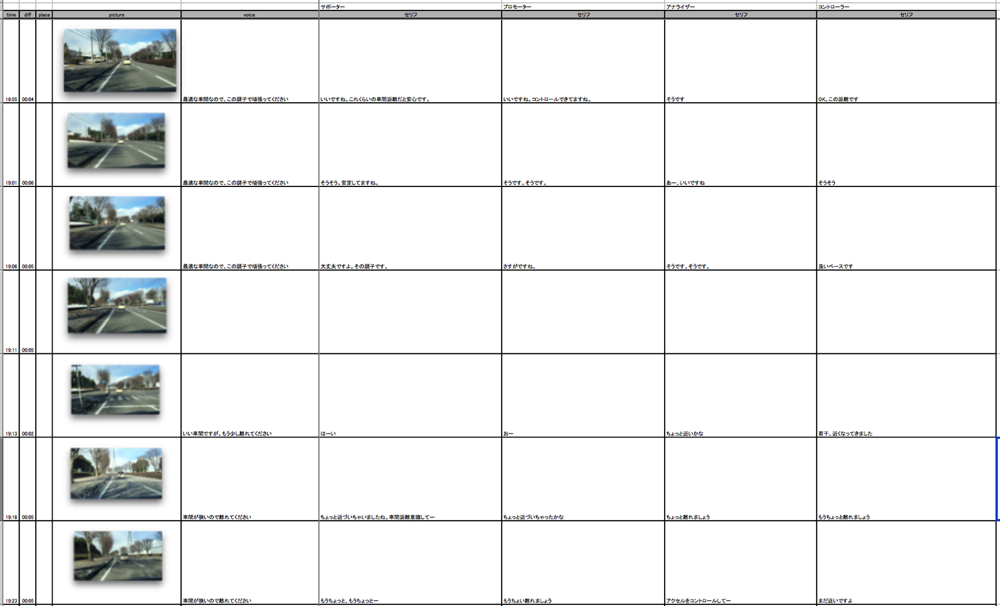 サポーター プロモーター アナライザー コントローラー
time diff place picture voice セリフ セリフ セリフ セリフ
18:55 00:04 最適な車間なので、この調子で頑張ってください いいですね。これくらいの車間距離だと安心です。 いいですね。コントロールできてますね。 そうです OK。この距離です
19:01 00:06 最適な車間なので、この調子で頑張ってください そうそう。安定してますね。 そうです。そうです。 あー、いいですね そうそう
19:06 00:05 最適な車間なので、この調子で頑張ってください 大丈夫ですよ。その調子です。 さすがですね。 そうです。そうです。 良いペースです
19:11 00:05
19:13 00:02 いい車間ですが、もう少し離れてください はーい おー ちょっと近いかな 若干、近くなってきました
19:18 00:05 車間が狭いので離れてください ちょっと近づいちゃいましたね。車間距離意識してー ちょっと近づいちゃったかな ちょっと離れましょう もうちょっと離れましょう
19:23 00:05 車間が狭いので離れてください もうちょっと、もうちょっとー もうちょい離れましょう アクセルをコントロールしてー まだ近いですよ